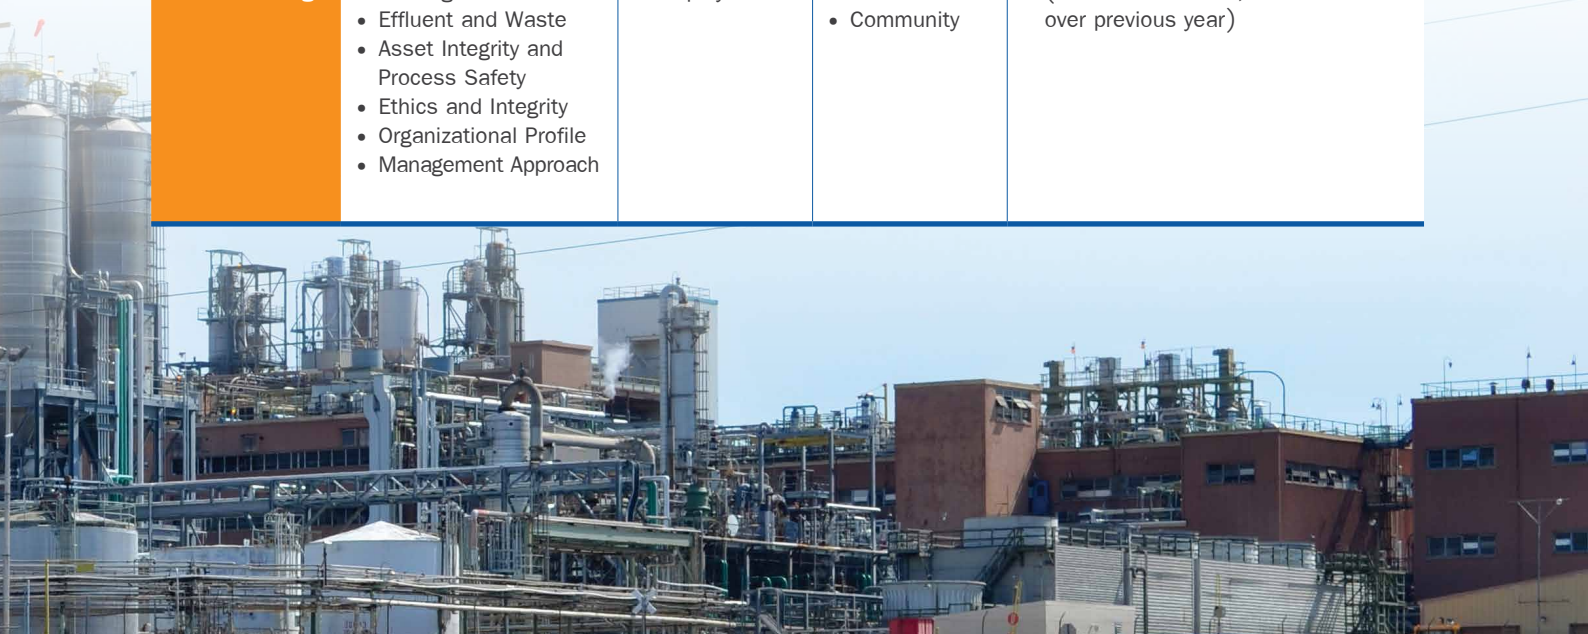 • Effluent and Waste
• Asset Integrity and
Process Safety
• Ethics and Integrity
• Organizational Profile
• Management Approach
• Community
over previous year)